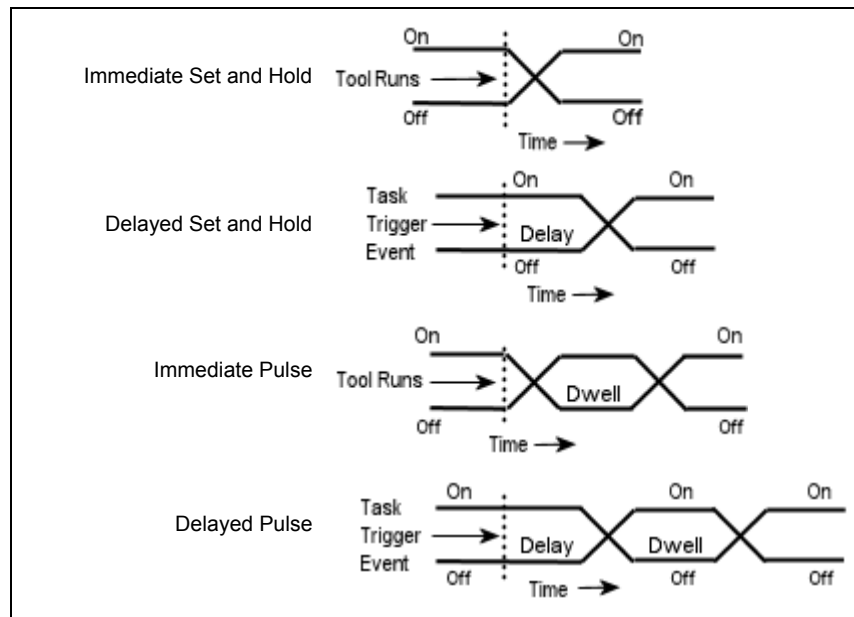 On On
Immediate Set and Hold Tool Runs
Off Off
Time
On On
Task
Delayed Set and Hold Trigger Delay
Event
Off Off
Time
On On
Immediate Pulse Tool Runs
Dwell
Off Off
Time
On On On
Task
Delayed Pulse Trigger
Delay Dwell
Event
Off Off Off
Time